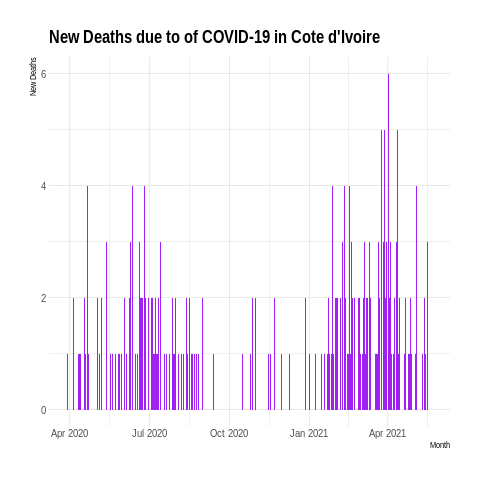 New Deaths due to of COVID-19 in Cote d'Ivoire
New Deaths
6
4
2
0
Apr 2020 Jul 2020 Oct 2020 Jan 2021 Apr 2021
Month